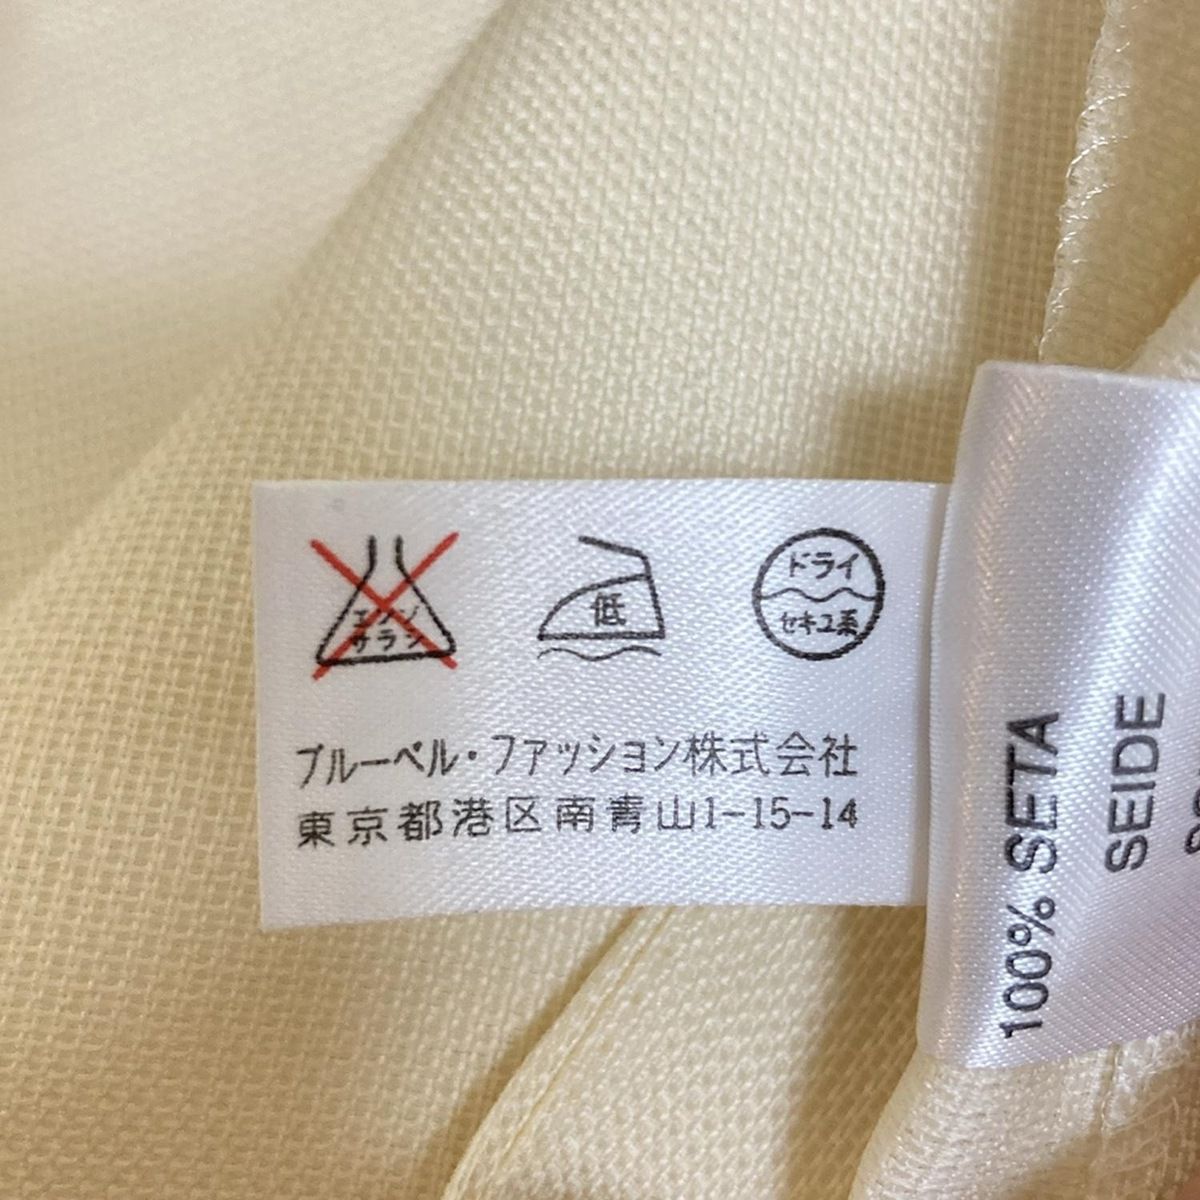 エンソ
サラシ
低
ドライ
セキユ系
ブルーベル・ファッション株式会社
東京都港区南青山1-15-14
100% SETA
SEIDE